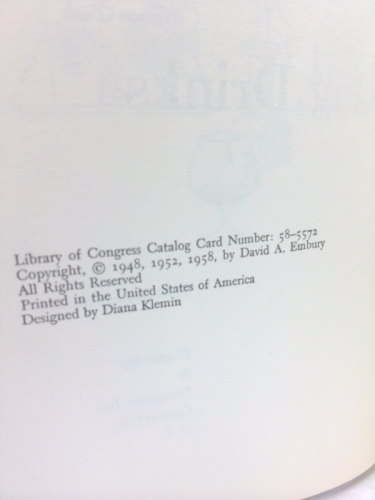 Library of Congress Catalog Card Number: 58-5572
Copyright, © 1948, 1952, 1958, by David A. Embury
All Rights Reserved
Printed in the United States of America
Designed by Diana Klemin
Drinks